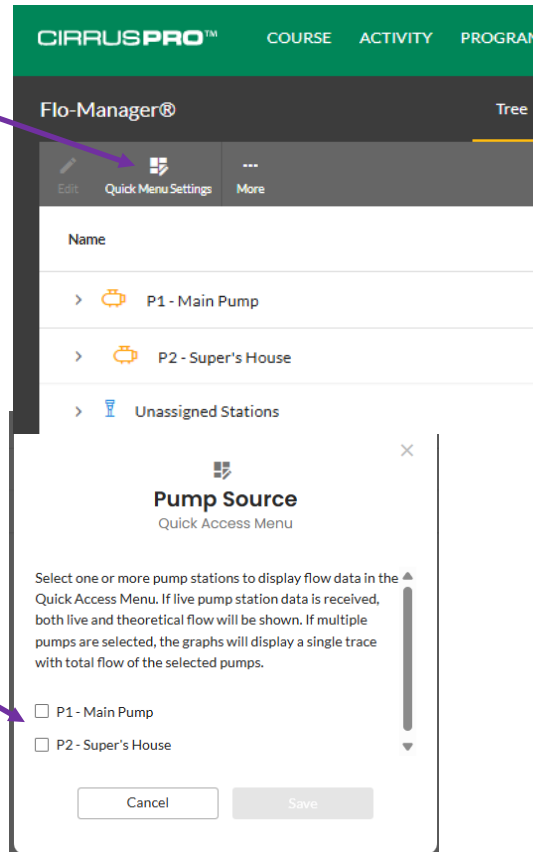 CIRRUSPRO™ COURSE ACTIVITY PROGRAM
Flo-Manager® Tree
Edit Quick Menu Settings More
Name
P1 - Main Pump
P2 - Super's House
Unassigned Stations
Pump Source
Quick Access Menu
Select one or more pump stations to display flow data in the
Quick Access Menu. If live pump station data is received,
both live and theoretical flow will be shown. If multiple
pumps are selected, the graphs will display a single trace
with total flow of the selected pumps.
P1 - Main Pump
P2 - Super's House
Cancel Save